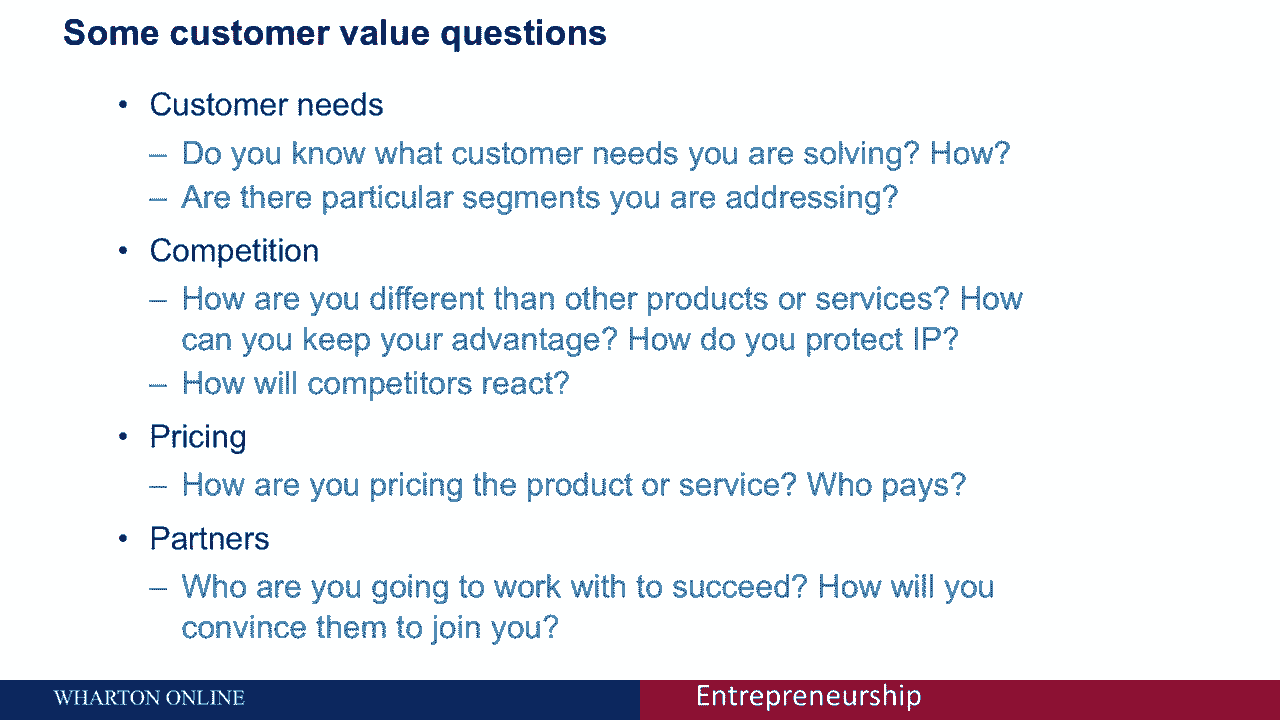 Some customer value questions
• Customer needs
– Do you know what customer needs you are solving? How?
– Are there particular segments you are addressing?
• Competition
– How are you different than other products or services? How
can you keep your advantage? How do you protect IP?
– How will competitors react?
• Pricing
– How are you pricing the product or service? Who pays?
• Partners
– Who are you going to work with to succeed? How will you
convince them to join you?
WHARTON ONLINE
Entrepreneurship